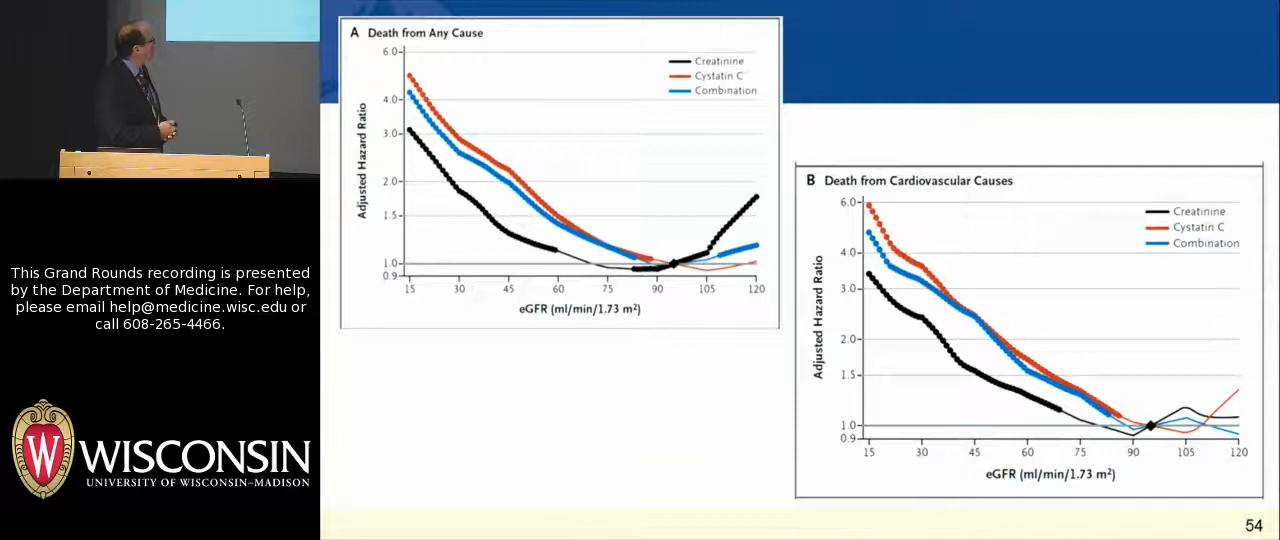 This Grand Rounds recording is presented
by the Department of Medicine. For help,
please email help@medicine.wisc.edu or
call 608-265-4466.
WISCONSIN
UNIVERSITY OF WISCONSIN–MADISON
A Death from Any Cause
Creatinine
Cystatin C
Combination
Adjusted Hazard Ratio
6.0
4.0
3.0
2.0
1.5
1.0
0.9
15 30 45 60 75 90 105 120
eGFR (ml/min/1.73 m²)
B Death from Cardiovascular Causes
Creatinine
Cystatin C
Combination
Adjusted Hazard Ratio
6.0
4.0
3.0
2.0
1.5
1.0
0.9
15 30 45 60 75 90 105 120
eGFR (ml/min/1.73 m²)
54